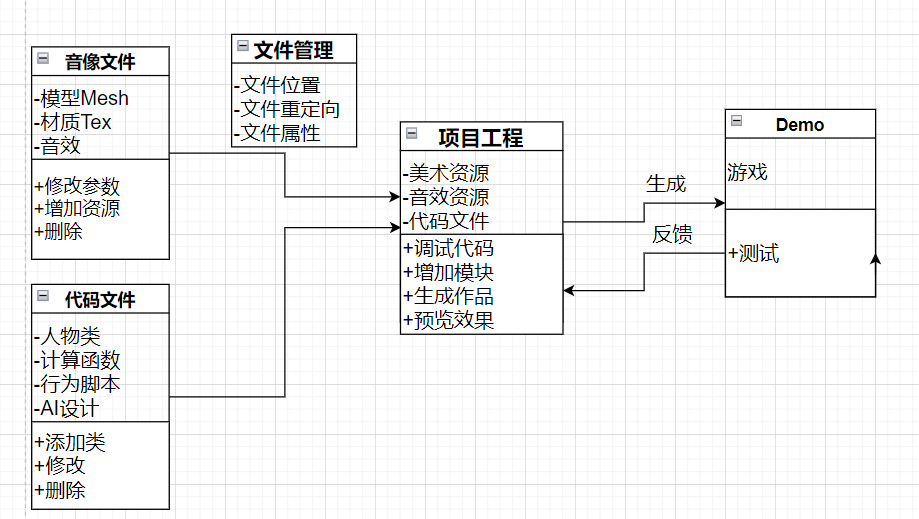 音像文件
-模型Mesh
-材质Tex
-音效
+修改参数
+增加资源
+删除
文件管理
-文件位置
-文件重定向
-文件属性
代码文件
-人物类
-计算函数
-行为脚本
-AI设计
+添加类
+修改
+删除
项目工程
-美术资源
-音效资源
-代码文件
+调试代码
+增加模块
+生成作品
+预览效果
生成
反馈
Demo
游戏
+测试